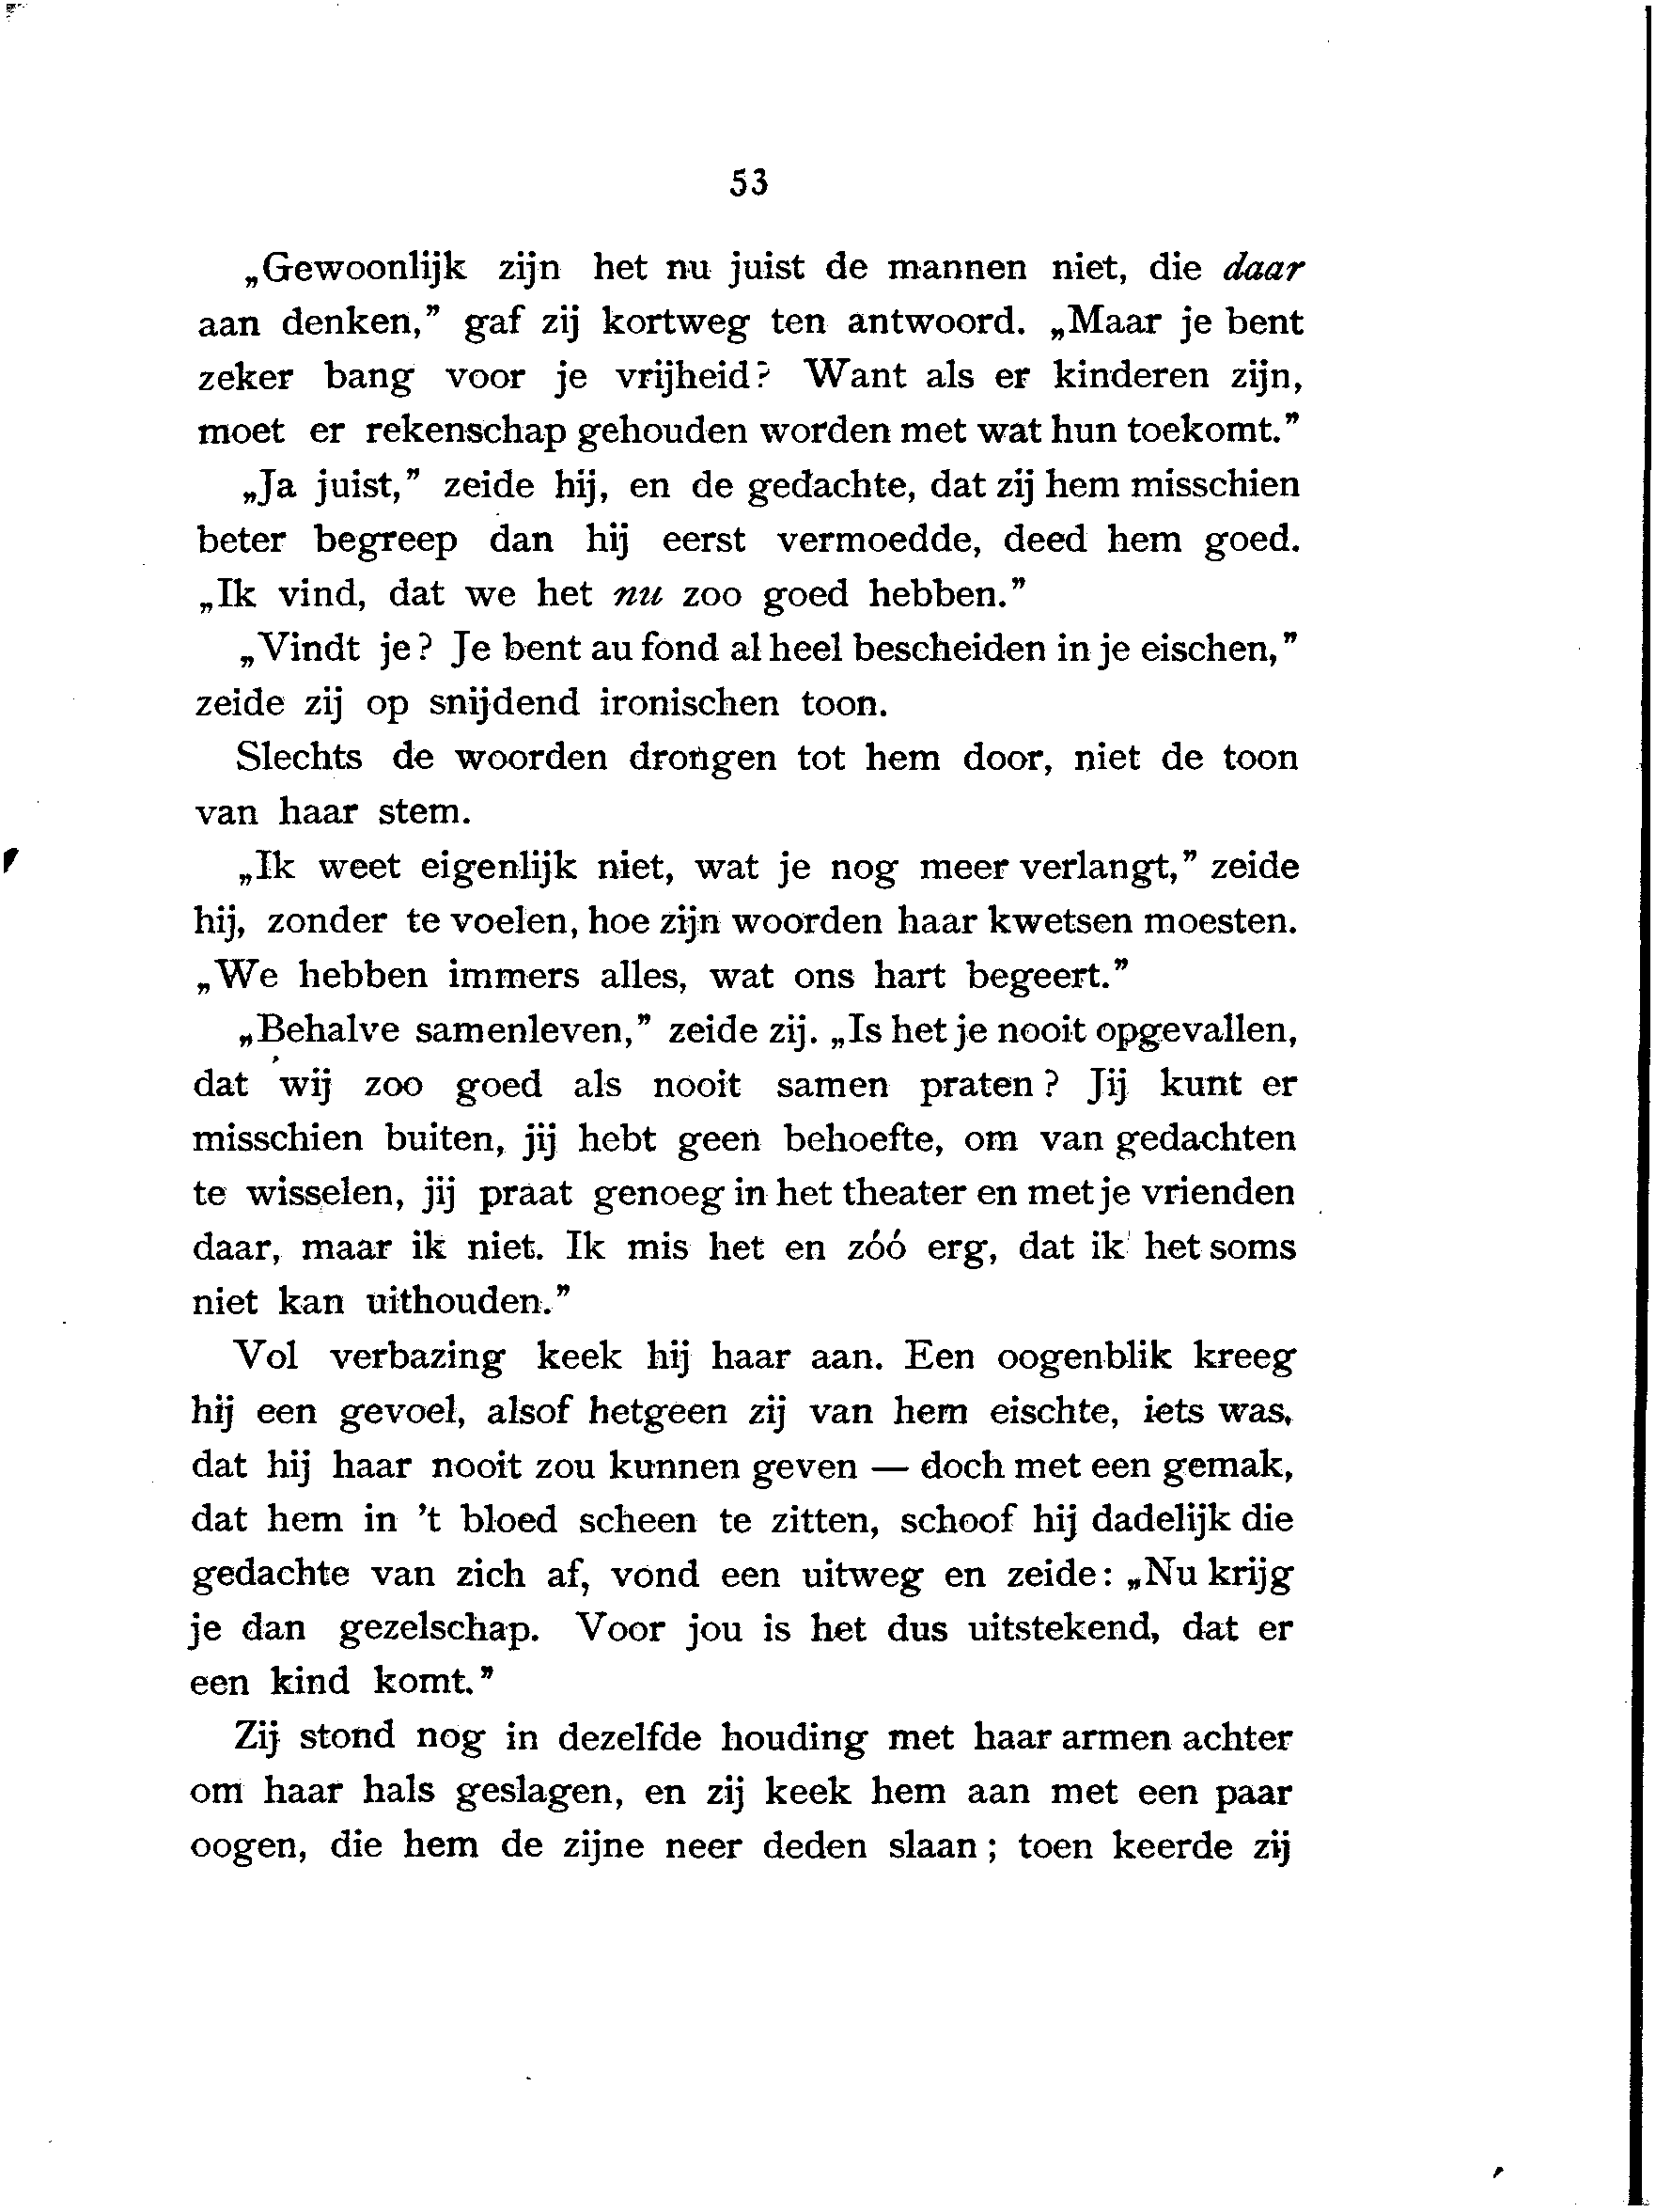 53
„Gewoonlijk zijn het nu juist de mannen niet, die daar
aan denken,” gaf zij kortweg ten antwoord. „Maar je bent
zeker bang voor je vrijheid? Want als er kinderen zijn,
moet er rekenschap gehouden worden met wat hun toekomt.”
„Ja juist,” zeide hij, en de gedachte, dat zij hem misschien
beter begreep dan hij eerst vermoedde, deed hem goed.
„Ik vind, dat we het nu zoo goed hebben.”
„Vindt je? Je bent au fond al heel bescheiden in je eischen,”
zeide zij op snijdend ironischen toon.
Slechts de woorden drongen tot hem door, niet de toon
van haar stem.
„Ik weet eigenlijk niet, wat je nog meer verlangt,” zeide
hij, zonder te voelen, hoe zijn woorden haar kwetsen moesten.
„We hebben immers alles, wat ons hart begeert.”
„Behalve samenleven,” zeide zij. „Is het je nooit opgevallen,
dat wij zoo goed als nooit samen praten? Jij kunt er
misschien buiten, jij hebt geen behoefte, om van gedachten
te wisselen, jij praat genoeg in het theater en met je vrienden
daar, maar ik niet. Ik mis het en zóó erg, dat ik het soms
niet kan uithouden.”
Vol verbazing keek hij haar aan. Een oogenblik kreeg
hij een gevoel, alsof hetgeen zij van hem eischte, iets was,
dat hij haar nooit zou kunnen geven — doch met een gemak,
dat hem in 't bloed scheen te zitten, schoof hij dadelijk die
gedachte van zich af, vond een uitweg en zeide: „Nu krijg
je dan gezelschap. Voor jou is het dus uitstekend, dat er
een kind komt.”
Zij stond nog in dezelfde houding met haar armen achter
om haar hals geslagen, en zij keek hem aan met een paar
oogen, die hem de zijne neer deden slaan; toen keerde zij